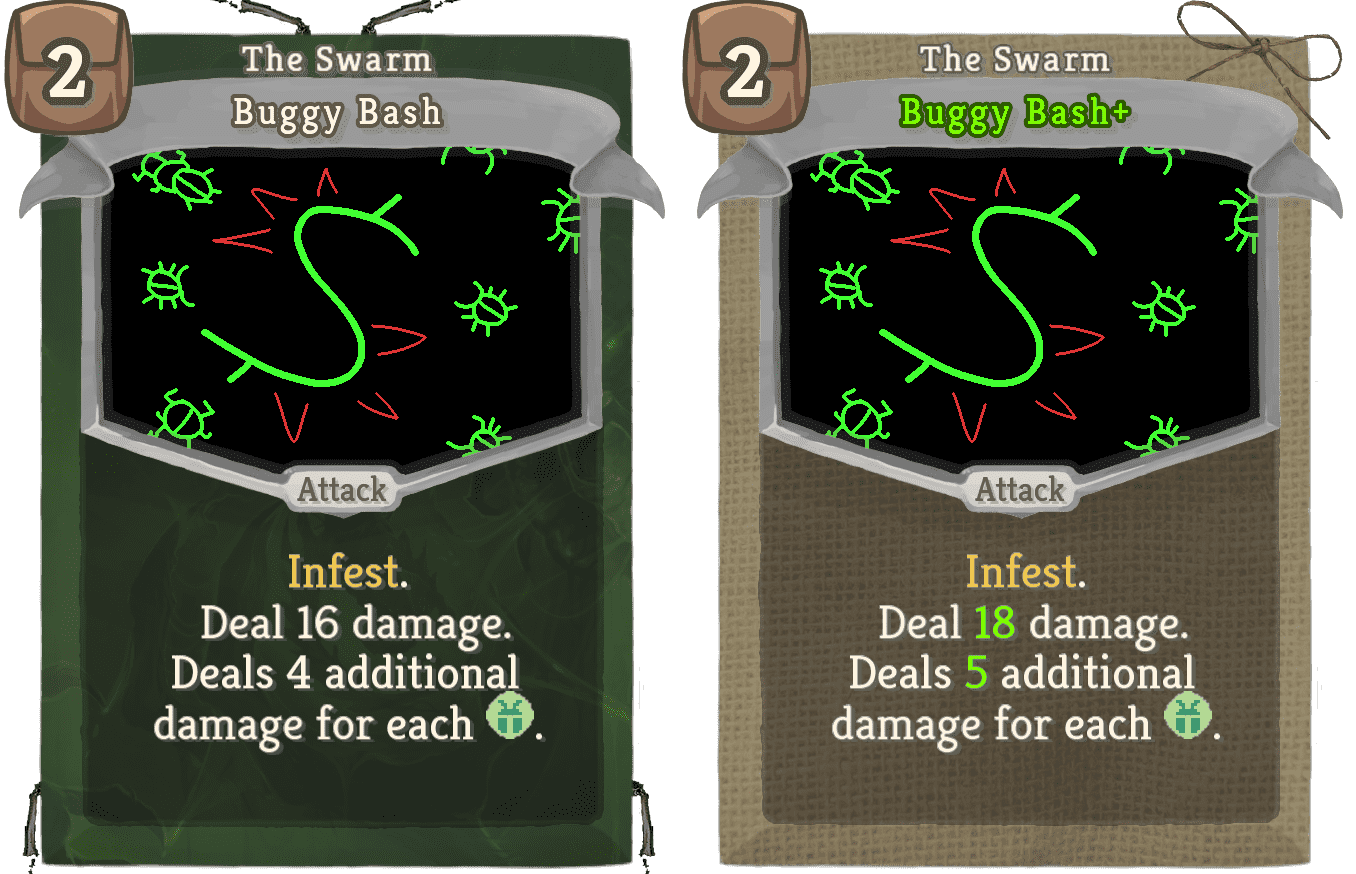 2
The Swarm
Buggy Bash
Attack
Infest.
Deal 16 damage.
Deals 4 additional
damage for each .
2
The Swarm
Buggy Bash+
Attack
Infest.
Deal 18 damage.
Deals 5 additional
damage for each .